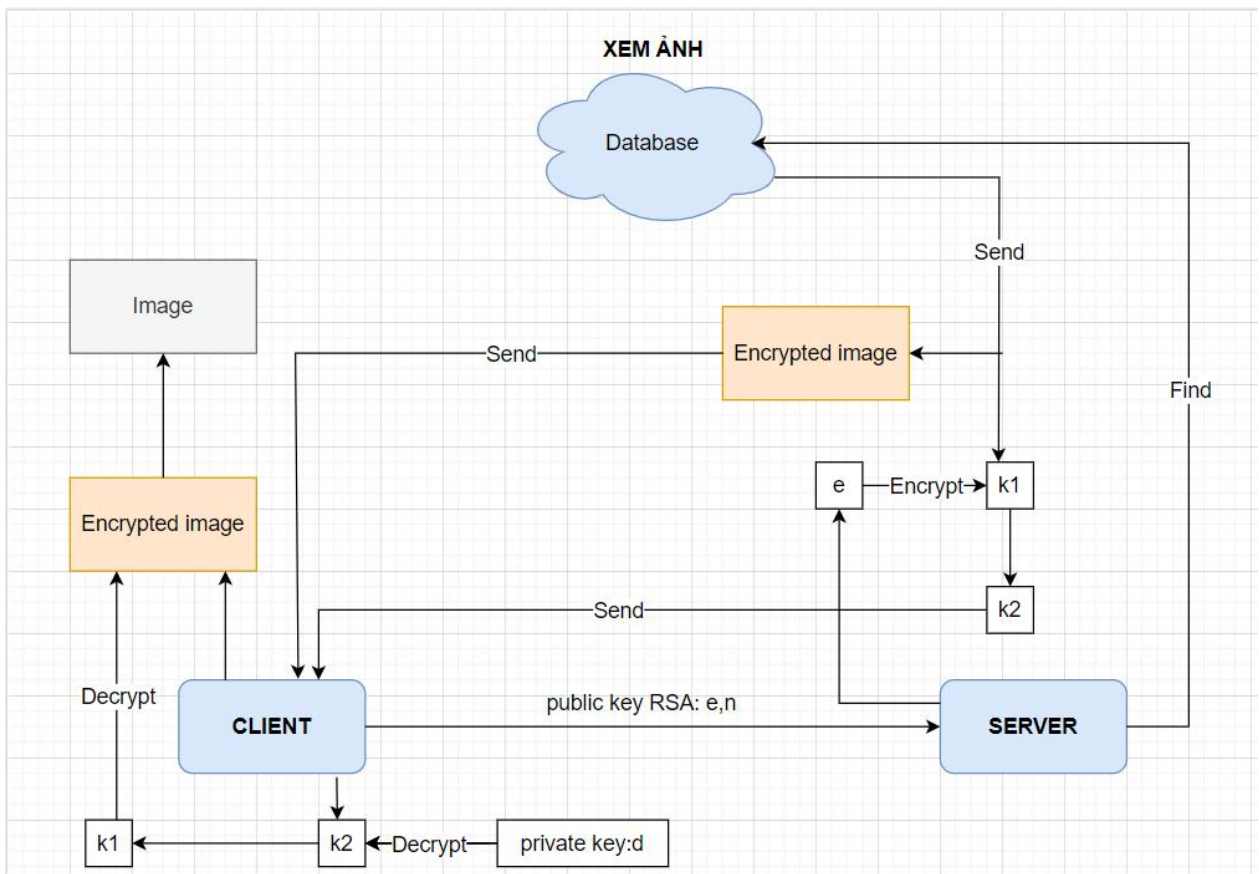 XEM ẢNH
Database
Send
Image
Encrypted image
Send
Find
e
Encrypt
k1
Encrypted image
k2
Send
Decrypt
public key RSA: e,n
CLIENT
SERVER
k1
k2
Decrypt
private key:d